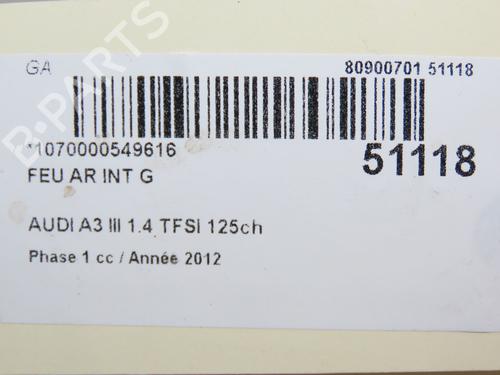 GA
80900701 51118
*1070000549616
51118
FEU AR INT G
AUDI A3 III 1.4 TFSI 125ch
Phase 1 cc / Année 2012
B-PARTS